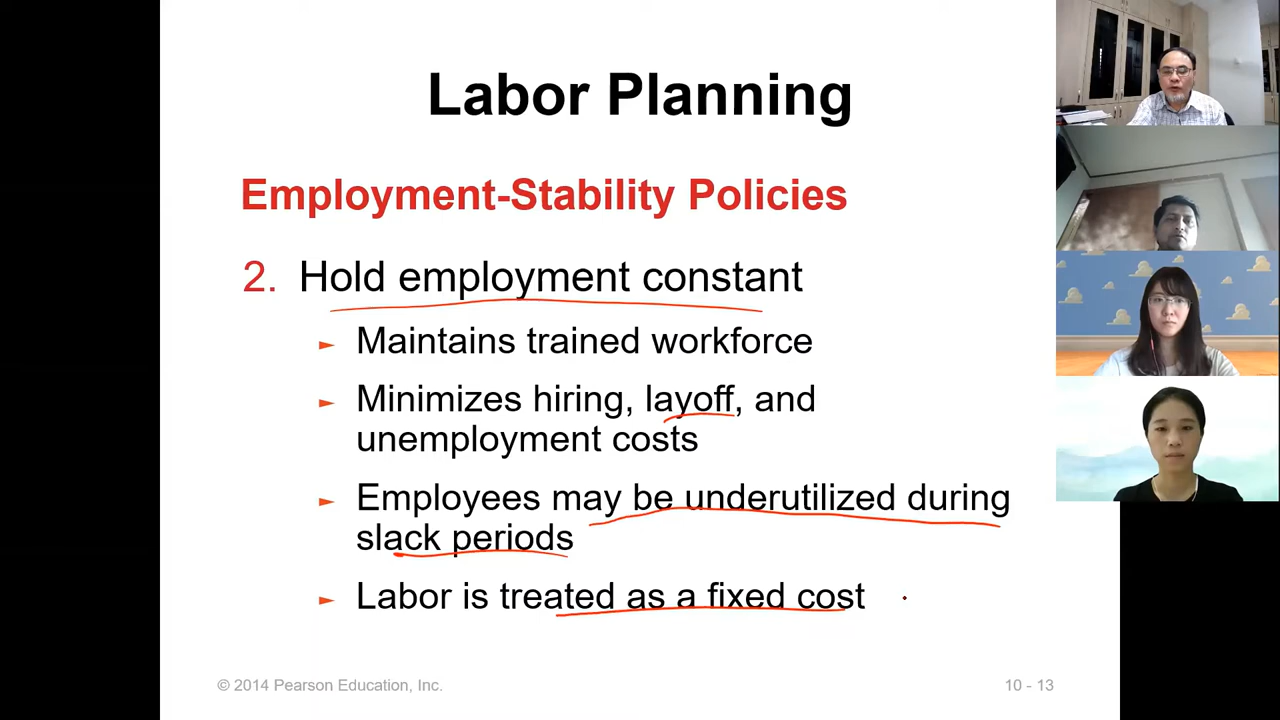 Labor Planning
Employment-Stability Policies
2. Hold employment constant
► Maintains trained workforce
► Minimizes hiring, layoff, and
unemployment costs
► Employees may be underutilized during
slack periods
► Labor is treated as a fixed cost
© 2014 Pearson Education, Inc.
10 - 13